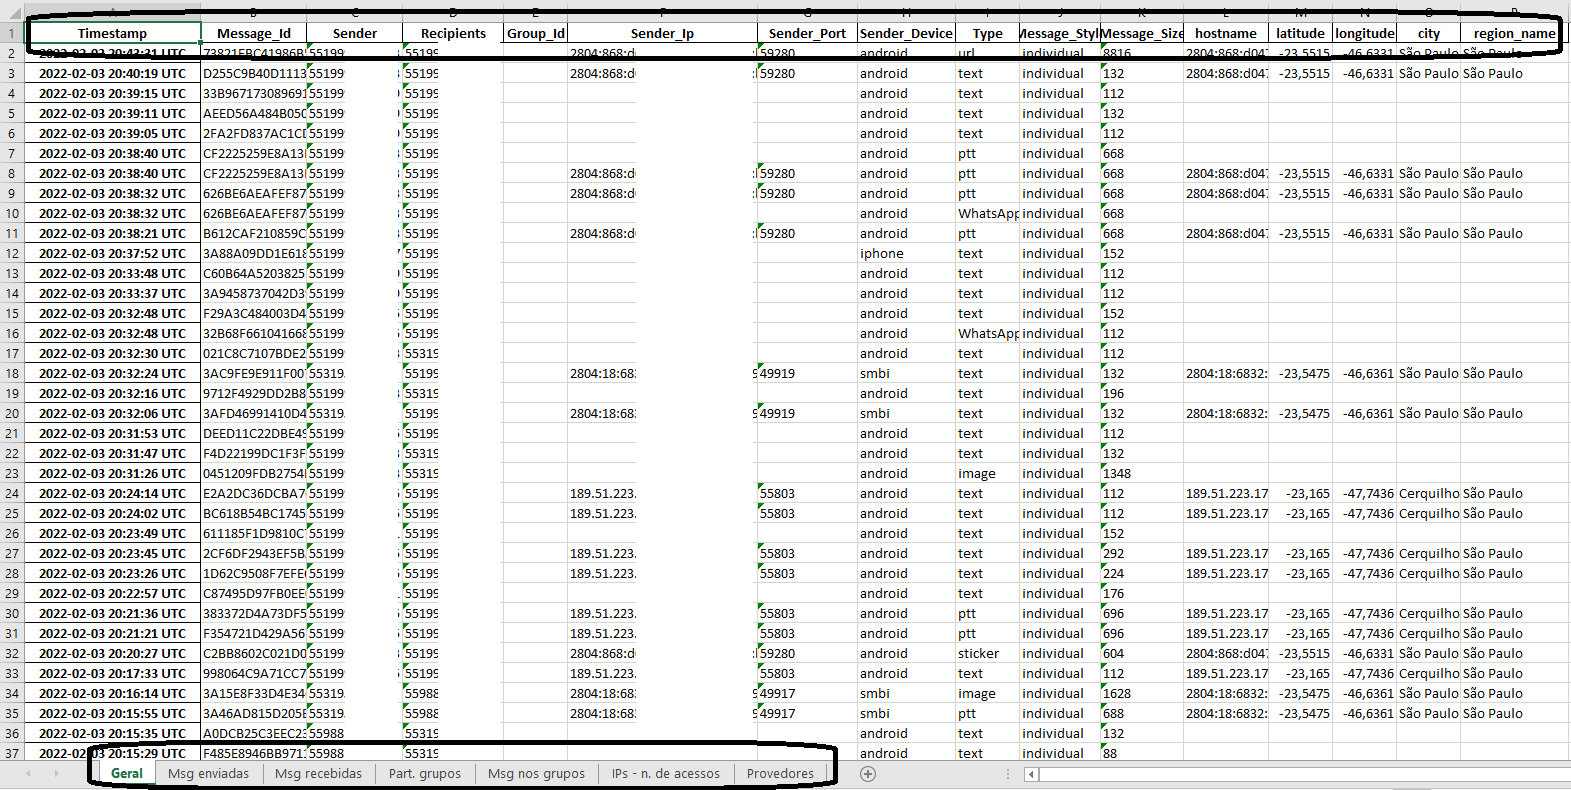 A B C D E F G H I J K L M N O P
1 Timestamp Message_Id Sender Recipients Group_Id Sender_Ip Sender_Port Sender_Device Type Message_Styl Message_Size hostname latitude longitude city region_name
2 2022-02-03 20:43:31 UTC 73821EBC41986B 55199 55199 2804:868:d0 59280 android url individual 8816 2804:868:d047 -23,5515 -46,6331 São Paulo São Paulo
3 2022-02-03 20:40:19 UTC D255C9B40D1113 55199 55199 2804:868:d0 59280 android text individual 132 2804:868:d047 -23,5515 -46,6331 São Paulo São Paulo
4 2022-02-03 20:39:15 UTC 33B96717308969 55199 55199 android text individual 112
5 2022-02-03 20:39:11 UTC AEED56A484B050 55199 55199 android text individual 132
6 2022-02-03 20:39:05 UTC 2FA2FD837AC1C 55199 55199 android text individual 112
7 2022-02-03 20:38:40 UTC CF2225259E8A13 55199 55199 android ptt individual 668
8 2022-02-03 20:38:40 UTC CF2225259E8A13 55199 55199 2804:868:d0 59280 android ptt individual 668 2804:868:d047 -23,5515 -46,6331 São Paulo São Paulo
9 2022-02-03 20:38:32 UTC 626BE6AEAFEF87 55199 55199 2804:868:d0 59280 android ptt individual 668 2804:868:d047 -23,5515 -46,6331 São Paulo São Paulo
10 2022-02-03 20:38:32 UTC 626BE6AEAFEF87 55199 55199 android WhatsApp individual 668
11 2022-02-03 20:38:21 UTC B612CAF210859C 55199 55199 2804:868:d0 59280 android ptt individual 668 2804:868:d047 -23,5515 -46,6331 São Paulo São Paulo
12 2022-02-03 20:37:52 UTC 3A88A09DD1E618 55199 55199 iphone text individual 152
13 2022-02-03 20:33:48 UTC C60B64A5203825 55199 55199 android text individual 112
14 2022-02-03 20:33:37 UTC 3A9458737042D3 55199 55199 android text individual 112
15 2022-02-03 20:32:48 UTC F29A3C484003D4 55199 55199 android text individual 152
16 2022-02-03 20:32:48 UTC 32B68F661041668 55199 55199 android WhatsApp individual 112
17 2022-02-03 20:32:30 UTC 021C8C7107BDE2 55199 55319 android text individual 112
18 2022-02-03 20:32:24 UTC 3AC9FE9E911F00 55319 55199 2804:18:683 49919 smbi text individual 132 2804:18:6832: -23,5475 -46,6361 São Paulo São Paulo
19 2022-02-03 20:32:16 UTC 9712F4929DD2B8 55199 55319 android text individual 196
20 2022-02-03 20:32:06 UTC 3AFD46991410D4 55319 55199 2804:18:683 49919 smbi text individual 132 2804:18:6832: -23,5475 -46,6361 São Paulo São Paulo
21 2022-02-03 20:31:53 UTC DEED11C22DBE49 55199 55199 android text individual 112
22 2022-02-03 20:31:47 UTC F4D22199DC1F3F 55199 55199 android text individual 132
23 2022-02-03 20:31:26 UTC 0451209FDB2754 55199 55319 android image individual 1348
24 2022-02-03 20:24:14 UTC E2A2DC36DCBA7 55199 55199 189.51.223. 55803 android text individual 112 189.51.223.17 -23,165 -47,7436 Cerquilho São Paulo
25 2022-02-03 20:24:02 UTC BC618B54BC1745 55199 55199 189.51.223. 55803 android text individual 112 189.51.223.17 -23,165 -47,7436 Cerquilho São Paulo
26 2022-02-03 20:23:49 UTC 611185F1D9810C 55199 55199 android text individual 152
27 2022-02-03 20:23:45 UTC 2CF6DF2943EF5B 55199 55199 189.51.223. 55803 android text individual 292 189.51.223.17 -23,165 -47,7436 Cerquilho São Paulo
28 2022-02-03 20:23:26 UTC 1D62C9508F7EFE 55199 55199 189.51.223. 55803 android text individual 224 189.51.223.17 -23,165 -47,7436 Cerquilho São Paulo
29 2022-02-03 20:22:57 UTC C87495D97FB0EE 55199 55199 android text individual 176
30 2022-02-03 20:21:36 UTC 383372D4A73DF5 55199 55199 189.51.223. 55803 android ptt individual 696 189.51.223.17 -23,165 -47,7436 Cerquilho São Paulo
31 2022-02-03 20:21:21 UTC F354721D429A56 55199 55199 189.51.223. 55803 android ptt individual 696 189.51.223.17 -23,165 -47,7436 Cerquilho São Paulo
32 2022-02-03 20:20:27 UTC C2BB8602C021D0 55199 55199 2804:868:d0 59280 android sticker individual 604 2804:868:d047 -23,5515 -46,6331 São Paulo São Paulo
33 2022-02-03 20:17:33 UTC 998064C9A71CC7 55199 55199 189.51.223. 55803 android text individual 112 189.51.223.17 -23,165 -47,7436 Cerquilho São Paulo
34 2022-02-03 20:16:14 UTC 3A15E8F33D4E34 55319 55988 2804:18:683 49917 smbi image individual 1628 2804:18:6832: -23,5475 -46,6361 São Paulo São Paulo
35 2022-02-03 20:15:55 UTC 3A46AD815D205 55319 55988 2804:18:683 49917 smbi ptt individual 688 2804:18:6832: -23,5475 -46,6361 São Paulo São Paulo
36 2022-02-03 20:15:35 UTC A0DCB25C3EEC23 55988 55319 android text individual 132
37 2022-02-03 20:15:29 UTC F485E8946BB971 55988 55319 android text individual 88
Geral Msg enviadas Msg recebidas Part. grupos Msg nos grupos IPs - n. de acessos Provedores